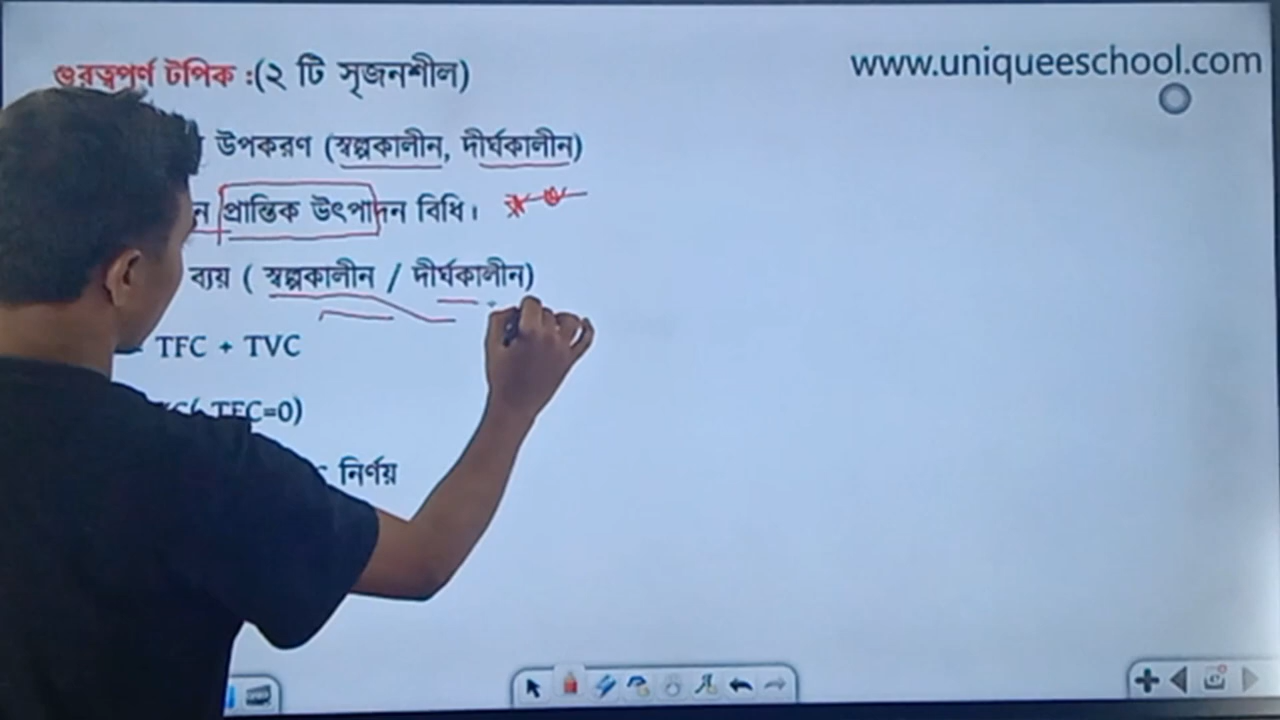 গুরত্বপূর্ণ টপিক :(২ টি সৃজনশীল)
www.uniqueeschool.com
উপকরণ (স্বল্পকালীন, দীর্ঘকালীন)
প্রান্তিক উৎপাদন বিধি।
ব্যয় ( স্বল্পকালীন / দীর্ঘকালীন)
TFC + TVC
TFC=0)
নির্ণয়